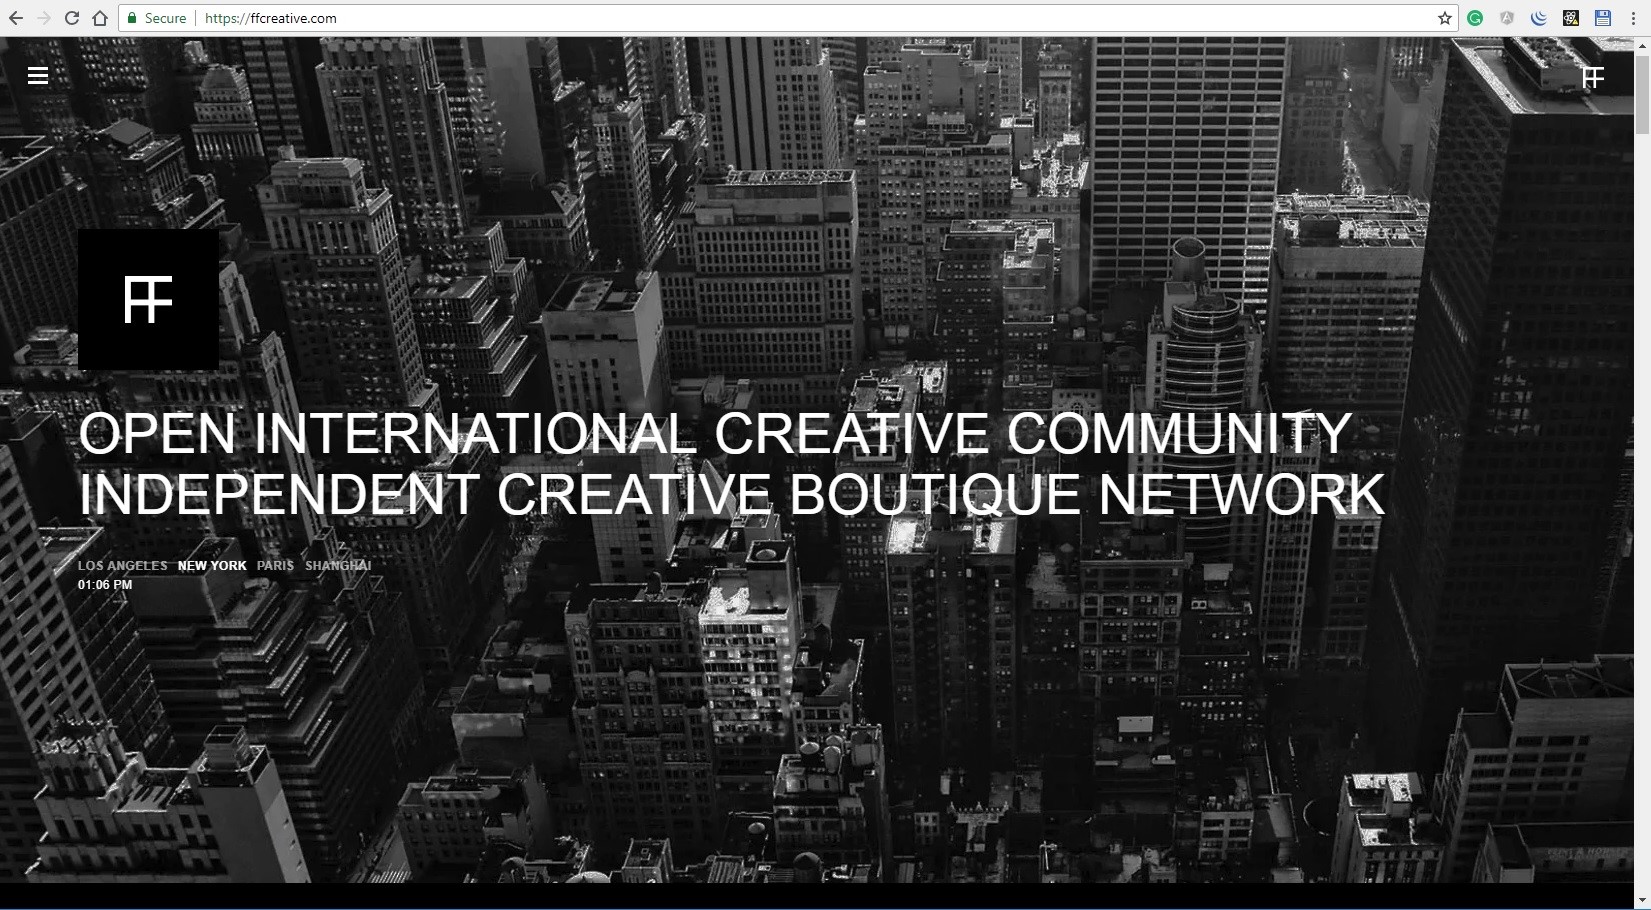 Secure
https://ffcreative.com
FF
FF
OPEN INTERNATIONAL CREATIVE COMMUNITY
INDEPENDENT CREATIVE BOUTIQUE NETWORK
LOS ANGELES NEW YORK PARIS SHANGHAI
01:06 PM